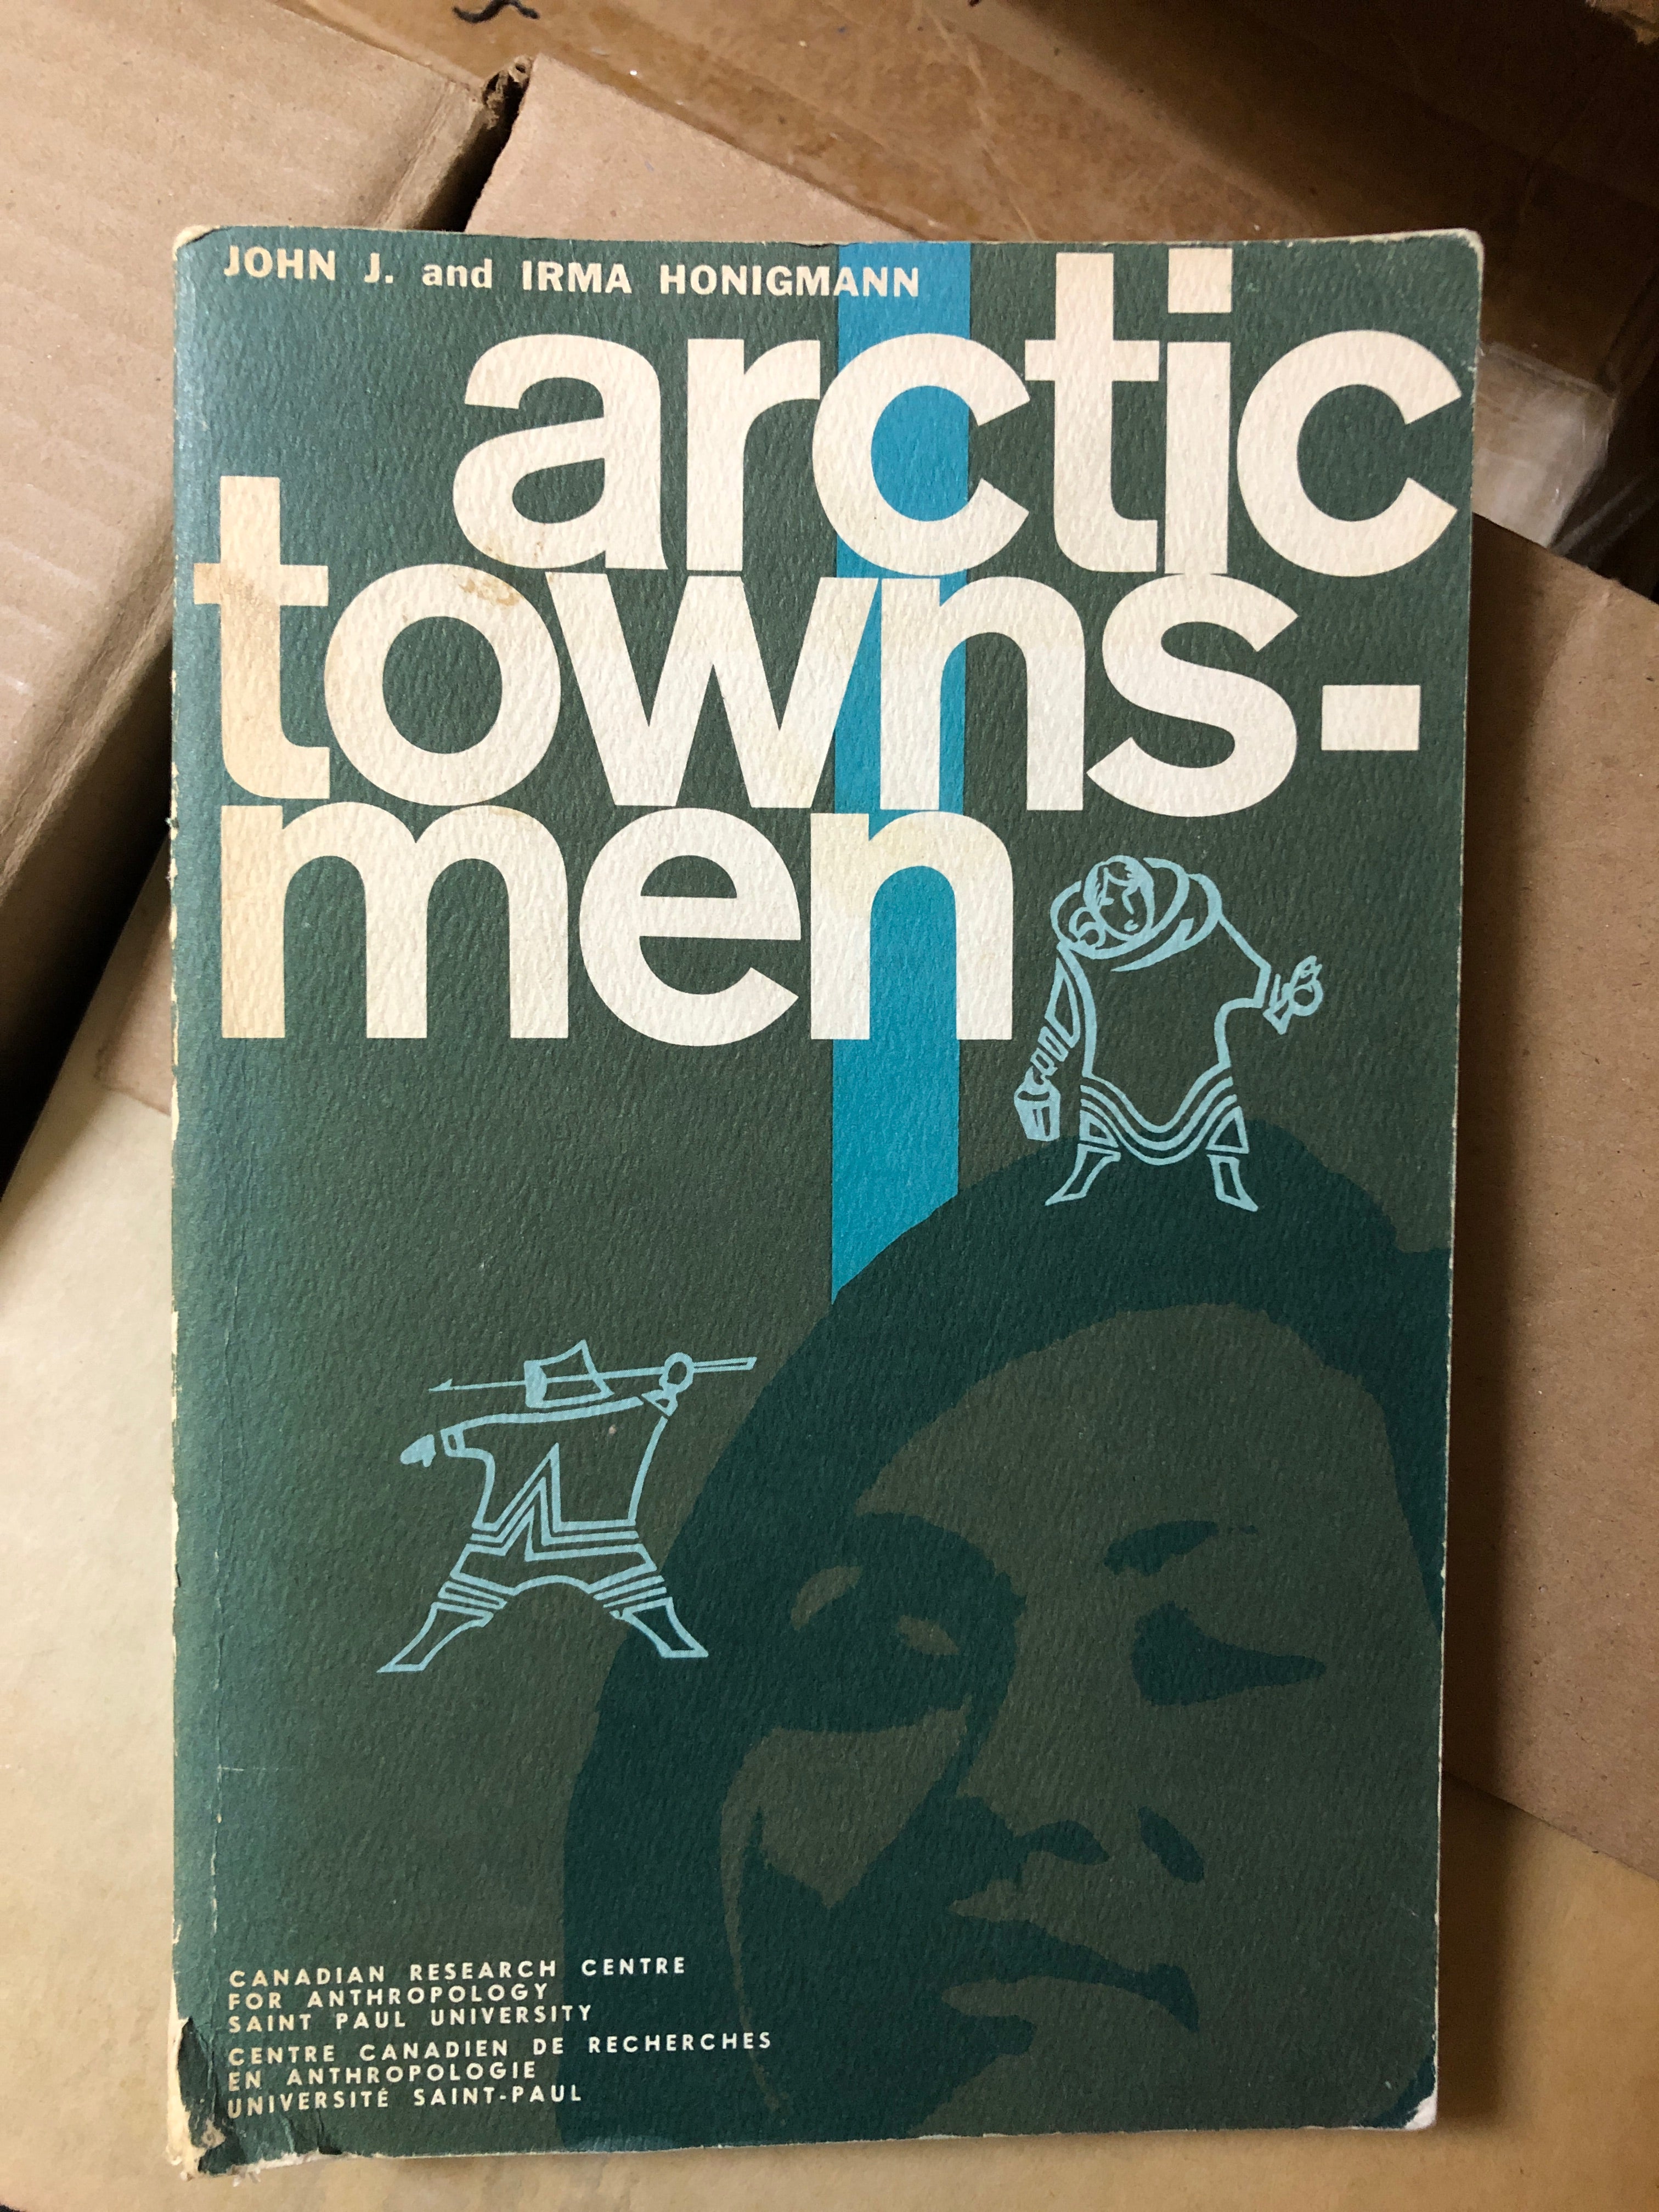 JOHN J. and IRMA HONIGMANN
arctic
towns-
men
CANADIAN RESEARCH CENTRE
FOR ANTHROPOLOGY
SAINT PAUL UNIVERSITY
CENTRE CANADIEN DE RECHERCHES
EN ANTHROPOLOGIE
UNIVERSITÉ SAINT-PAUL